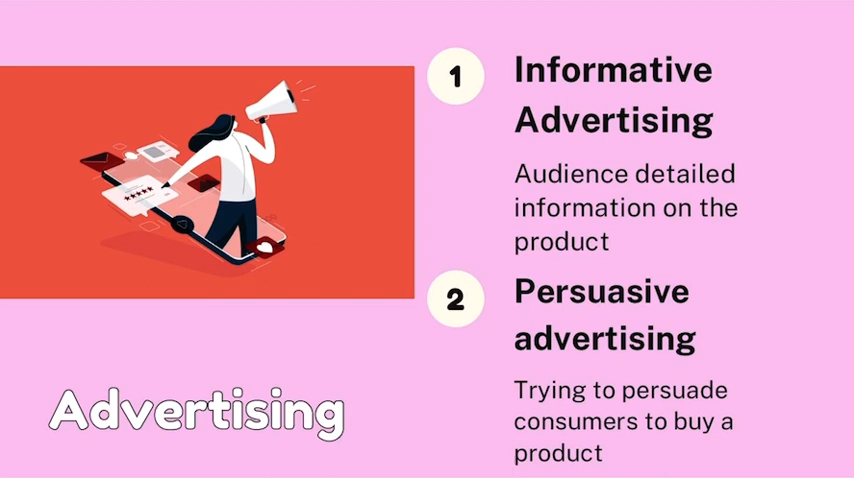 1
Informative
Advertising
Audience detailed
information on the
product
2
Persuasive
advertising
Trying to persuade
consumers to buy a
product
Advertising